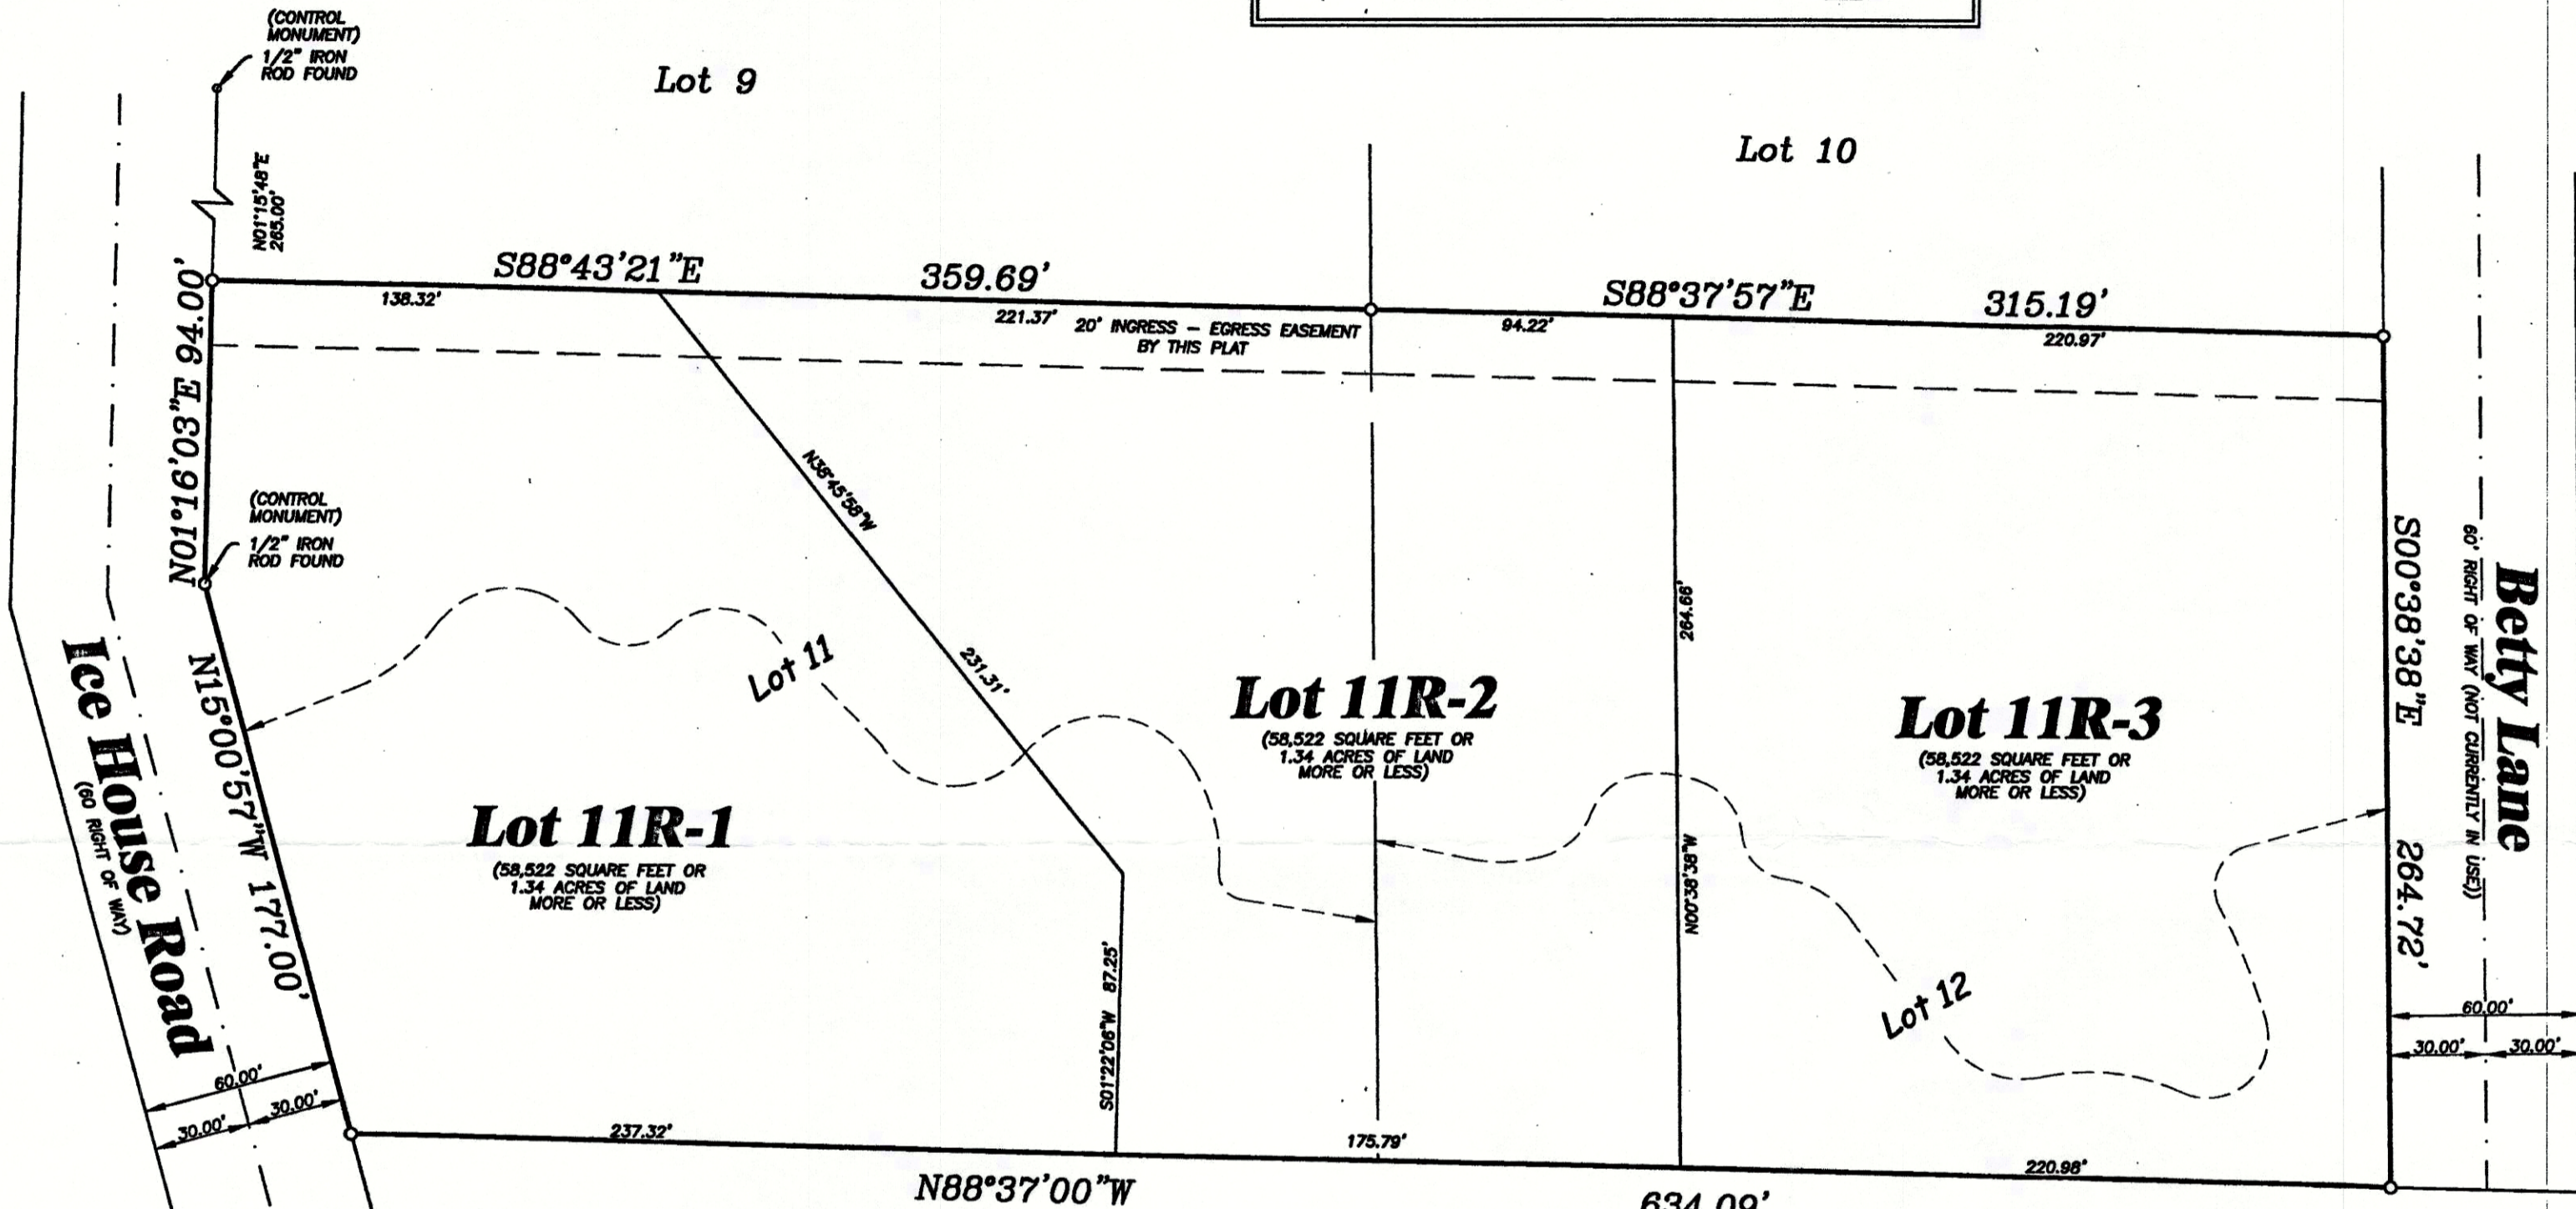 (CONTROL
MONUMENT)
1/2" IRON
ROD FOUND
Lot 9
Lot 10
N01°15'48"E
265.00'
S88°43'21"E
359.69'
138.32'
221.37'
20' INGRESS - EGRESS EASEMENT
BY THIS PLAT
S88°37'57"E
315.19'
94.22'
220.97'
N01°16'03"E 94.00'
(CONTROL
MONUMENT)
1/2" IRON
ROD FOUND
N38°45'58"W
231.31'
Lot 11
264.66'
N00°38'38"W
Lot 11R-2
(58,522 SQUARE FEET OR
1.34 ACRES OF LAND
MORE OR LESS)
Lot 11R-3
(58,522 SQUARE FEET OR
1.34 ACRES OF LAND
MORE OR LESS)
S00°38'38"E 264.72'
60' RIGHT OF WAY (NOT CURRENTLY IN USE))
Betty Lane
N15°00'57"W 177.00'
Ice House Road
(60 RIGHT OF WAY)
Lot 11R-1
(58,522 SQUARE FEET OR
1.34 ACRES OF LAND
MORE OR LESS)
S01°22'06"W 87.25'
Lot 12
60.00'
30.00'
30.00'
60.00'
30.00'
30.00'
237.32'
175.79'
220.98'
N88°37'00"W
634.09'